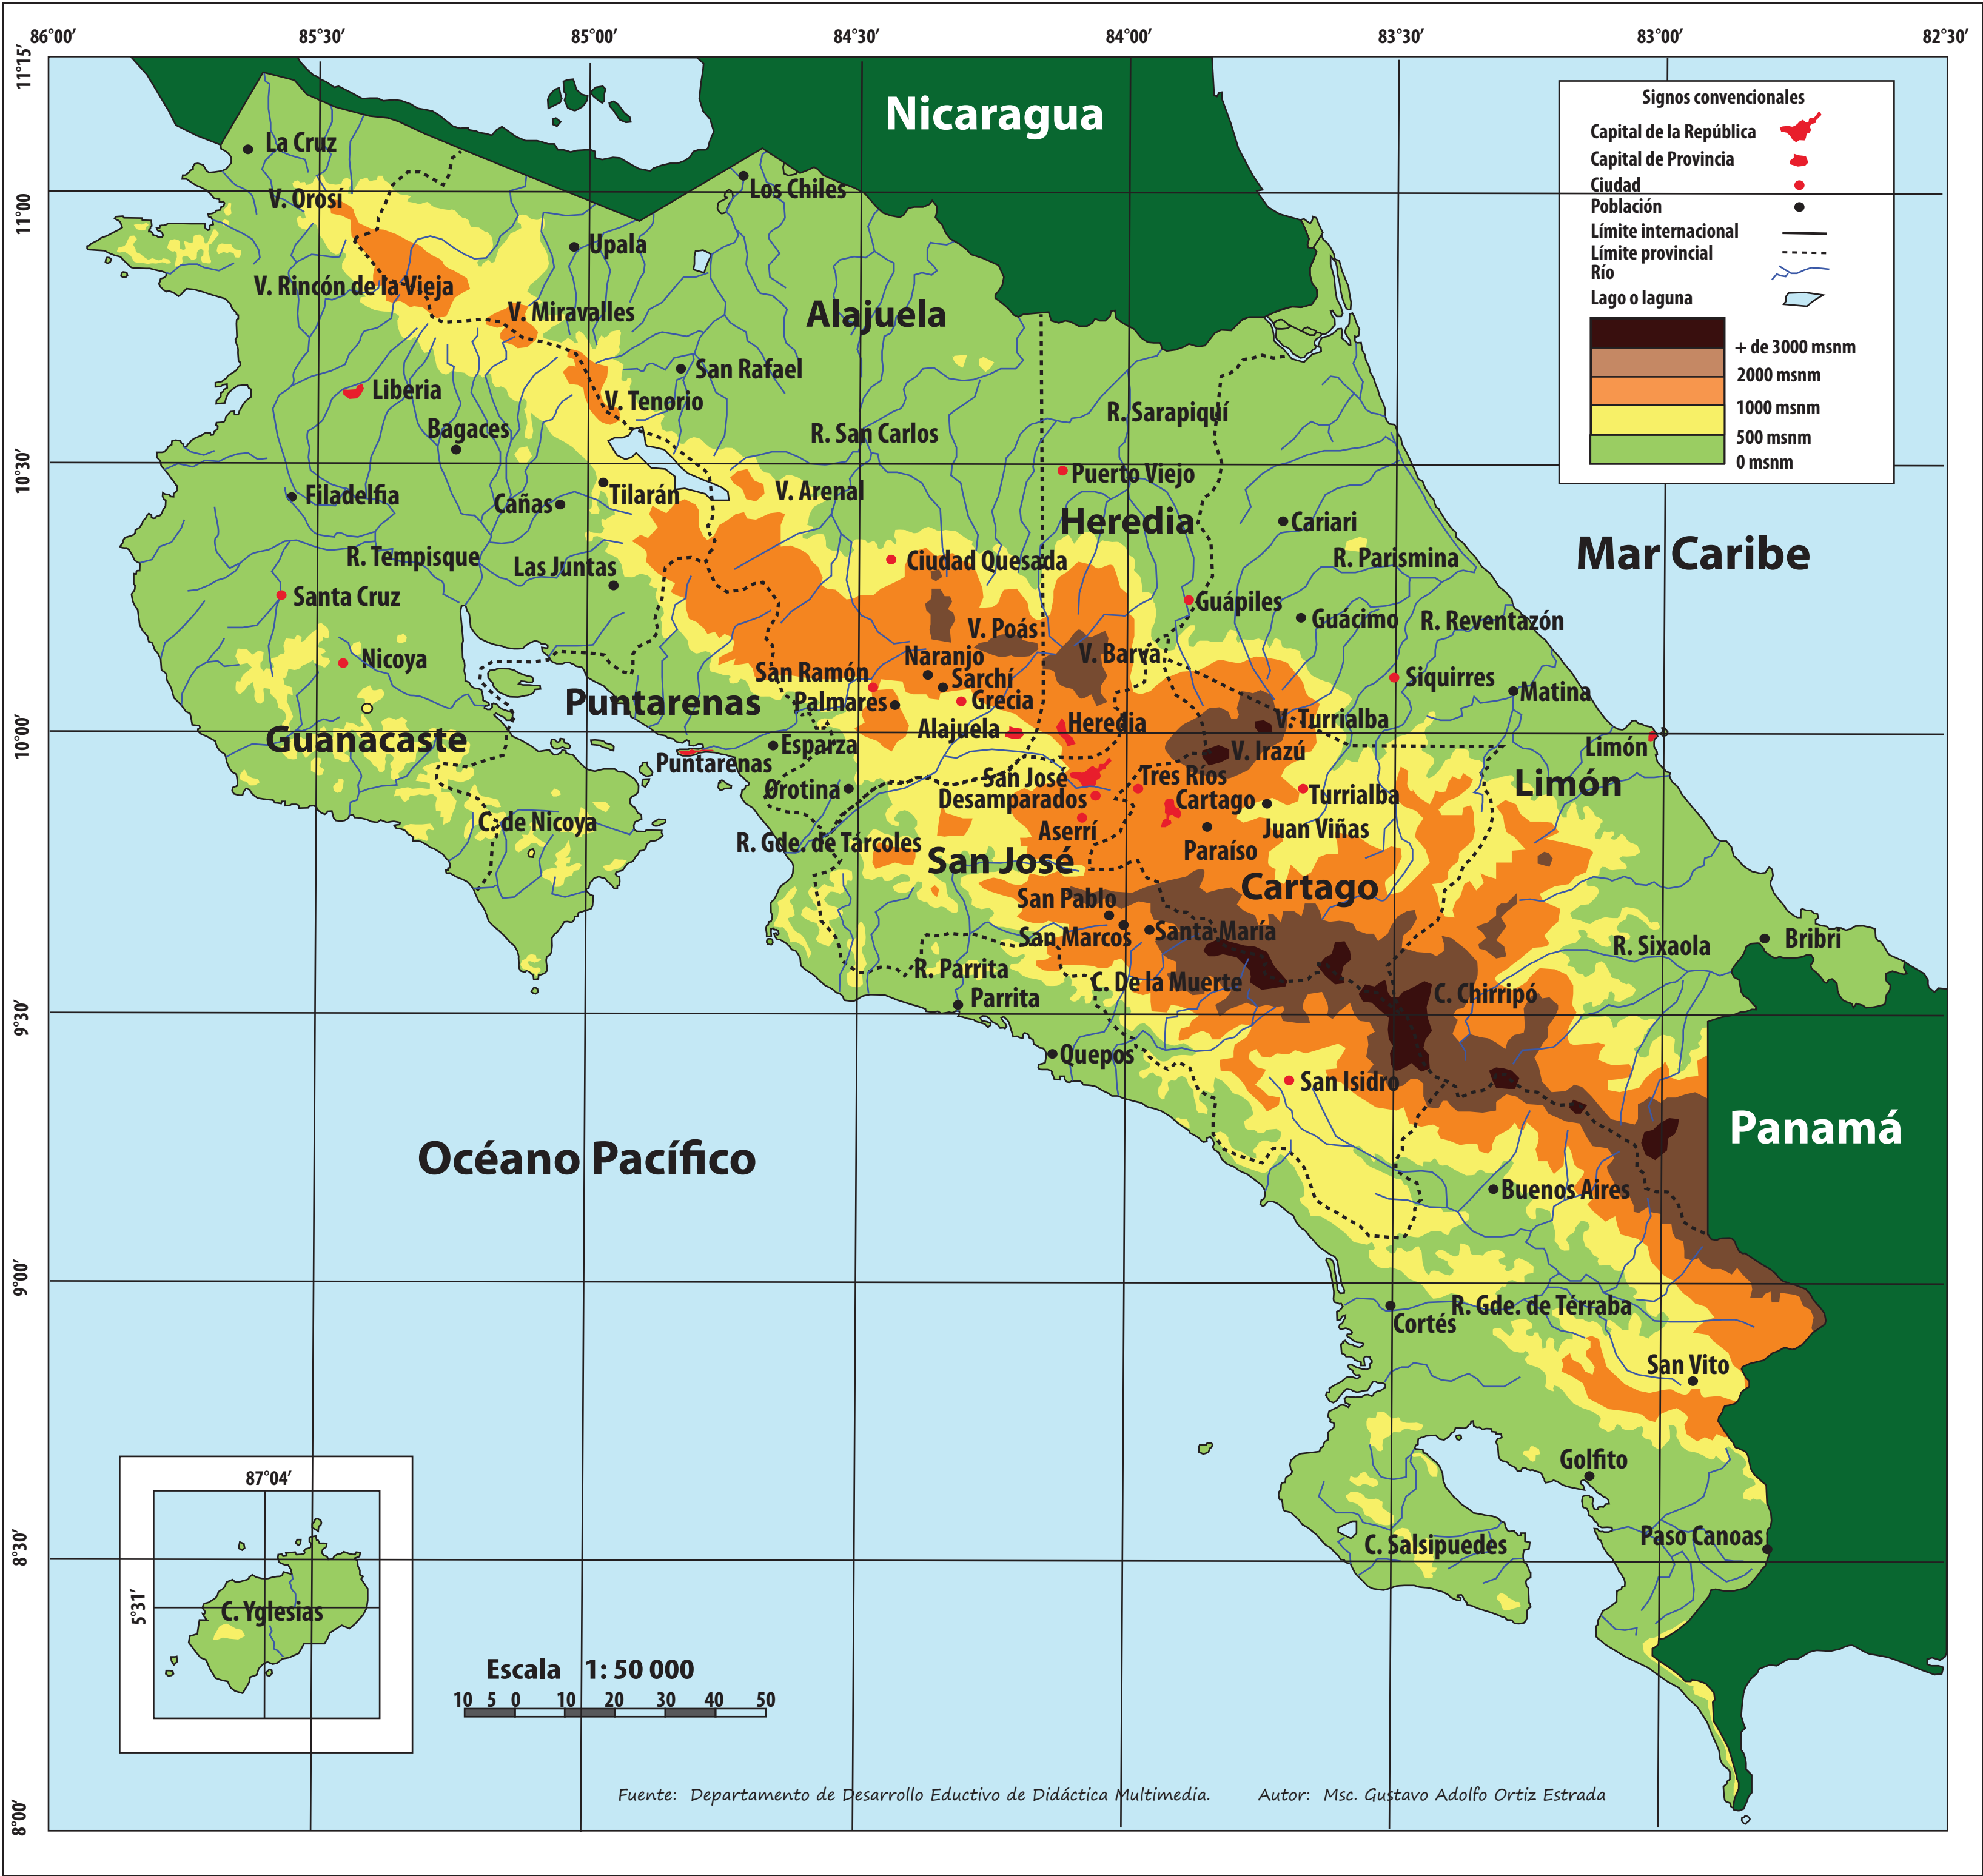 86°00'
85°30'
85°00'
84°30'
84°00'
83°30'
83°00'
82°30'
11°15'
11°00'
10°30'
10°00'
9°30'
9°00'
8°30'
8°00'
Nicaragua
Signos convencionales
Capital de la República
Capital de Provincia
Ciudad
Población
Límite internacional
Límite provincial
Río
Lago o laguna
+ de 3000 msnm
2000 msnm
1000 msnm
500 msnm
0 msnm
La Cruz
Los Chiles
V. Orosí
Upala
V. Rincón de la Vieja
V. Miravalles
Alajuela
San Rafael
Liberia
V. Tenorio
R. Sarapiquí
Bagaces
R. San Carlos
Puerto Viejo
Filadelfia
Cañas
Tilarán
V. Arenal
Heredia
Cariari
Mar Caribe
R. Tempisque
Las Juntas
Ciudad Quesada
R. Parismina
Santa Cruz
Guápiles
Guácimo
R. Reventazón
V. Poás
Nicoya
Naranjo
V. Barva
San Ramón
Sarchí
Siquirres
Matina
Puntarenas
Palmares
Grecia
Guanacaste
Alajuela
Heredia
V. Turrialba
Esparza
Limón
Puntarenas
V. Irazú
San José
Tres Ríos
Limón
Orotina
Desamparados
Cartago
Turrialba
C. de Nicoya
Aserrí
Juan Viñas
R. Gde. de Tárcoles
Paraíso
San José
Cartago
San Pablo
San Marcos
Santa María
R. Sixaola
Bribri
R. Parrita
C. De la Muerte
C. Chirripó
Parrita
Quepos
San Isidro
Panamá
Océano Pacífico
Buenos Aires
R. Gde. de Térraba
Cortés
San Vito
Golfito
Paso Canoas
C. Salsipuedes
87°04'
5°31'
C. Yglesias
Escala 1: 50 000
10 5 0 10 20 30 40 50
Fuente: Departamento de Desarrollo Eductivo de Didáctica Multimedia. Autor: Msc. Gustavo Adolfo Ortiz Estrada